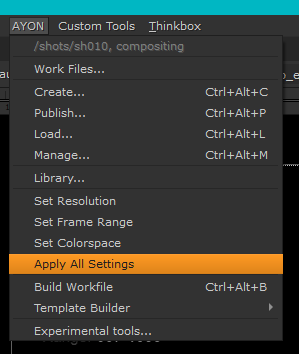 AYON Custom Tools Thinkbox
/shots/sh010, compositing
Work Files...
Create... Ctrl+Alt+C
Publish... Ctrl+Alt+P
Load... Ctrl+Alt+L
Manage... Ctrl+Alt+M
Library...
Set Resolution
Set Frame Range
Set Colorspace
Apply All Settings
Build Workfile Ctrl+Alt+B
Template Builder
Experimental tools...